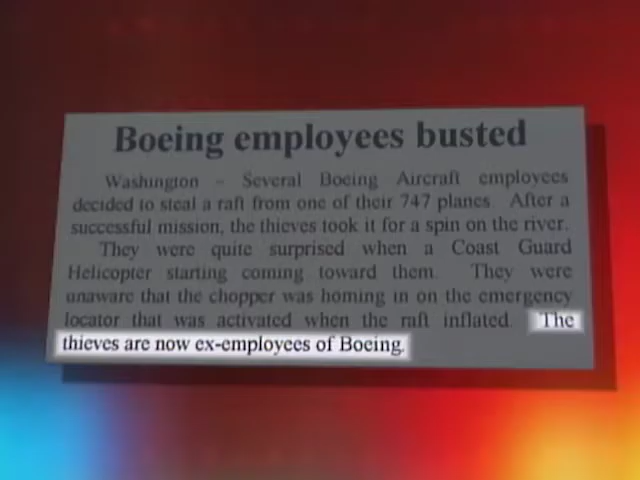 Boeing employees busted
Washington - Several Boeing Aircraft employees
decided to steal a raft from one of their 747 planes. After a
successful mission, the thieves took it for a spin on the river.
They were quite surprised when a Coast Guard
Helicopter starting coming toward them. They were
unaware that the chopper was homing in on the emergency
locator that was activated when the raft inflated. The
thieves are now ex-employees of Boeing.